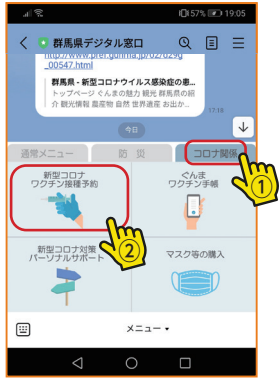 57% 19:05
群馬県デジタル窓口
http://www.pref.gunma.jp/02/d29g
_00547.html
群馬県 - 新型コロナウイルス感染症の患...
トップページ ぐんまの魅力 観光 群馬県の紹
介 観光情報 農産物 自然 世界遺産 お出か...
17:18
今日
通常メニュー 防 災 コロナ関係
新型コロナ
ワクチン接種予約
ぐんま
ワクチン手帳
①
新型コロナ対策
パーソナルサポート
②
マスク等の購入
メニュー ▾